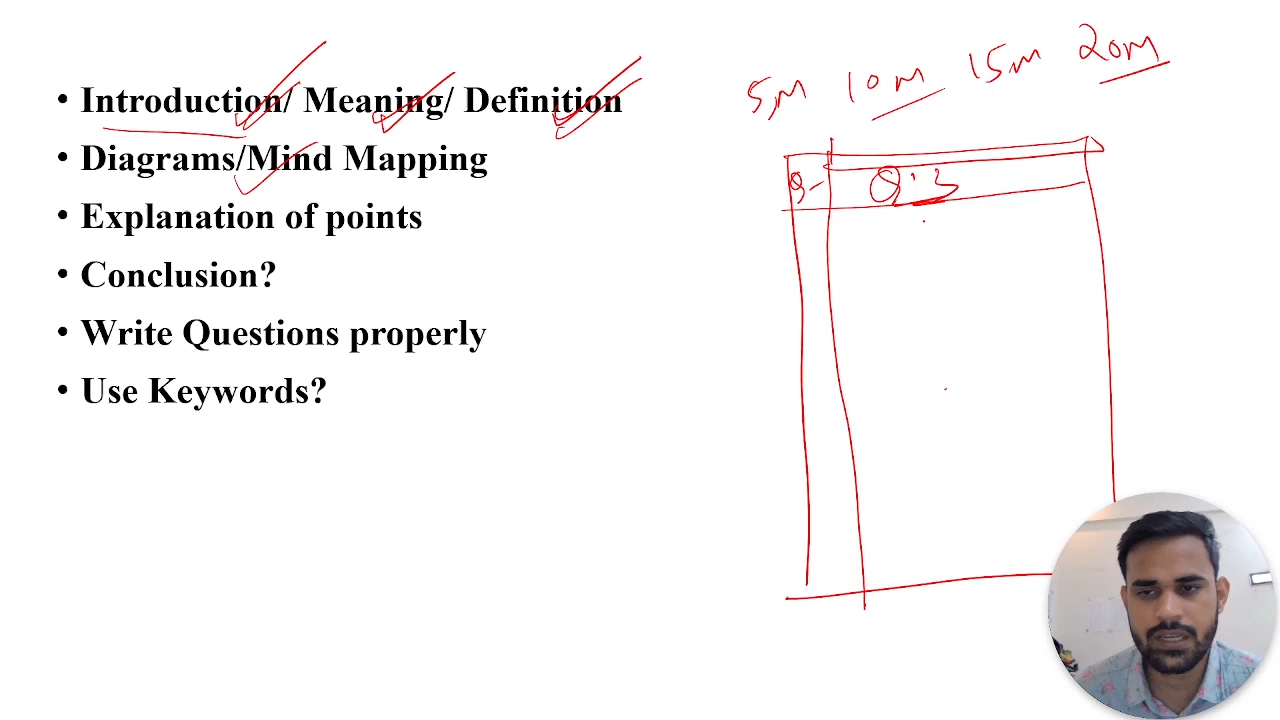 • Introduction/ Meaning/ Definition
• Diagrams/Mind Mapping
• Explanation of points
• Conclusion?
• Write Questions properly
• Use Keywords?
5M 10M 15M 20M
Q- Q.3